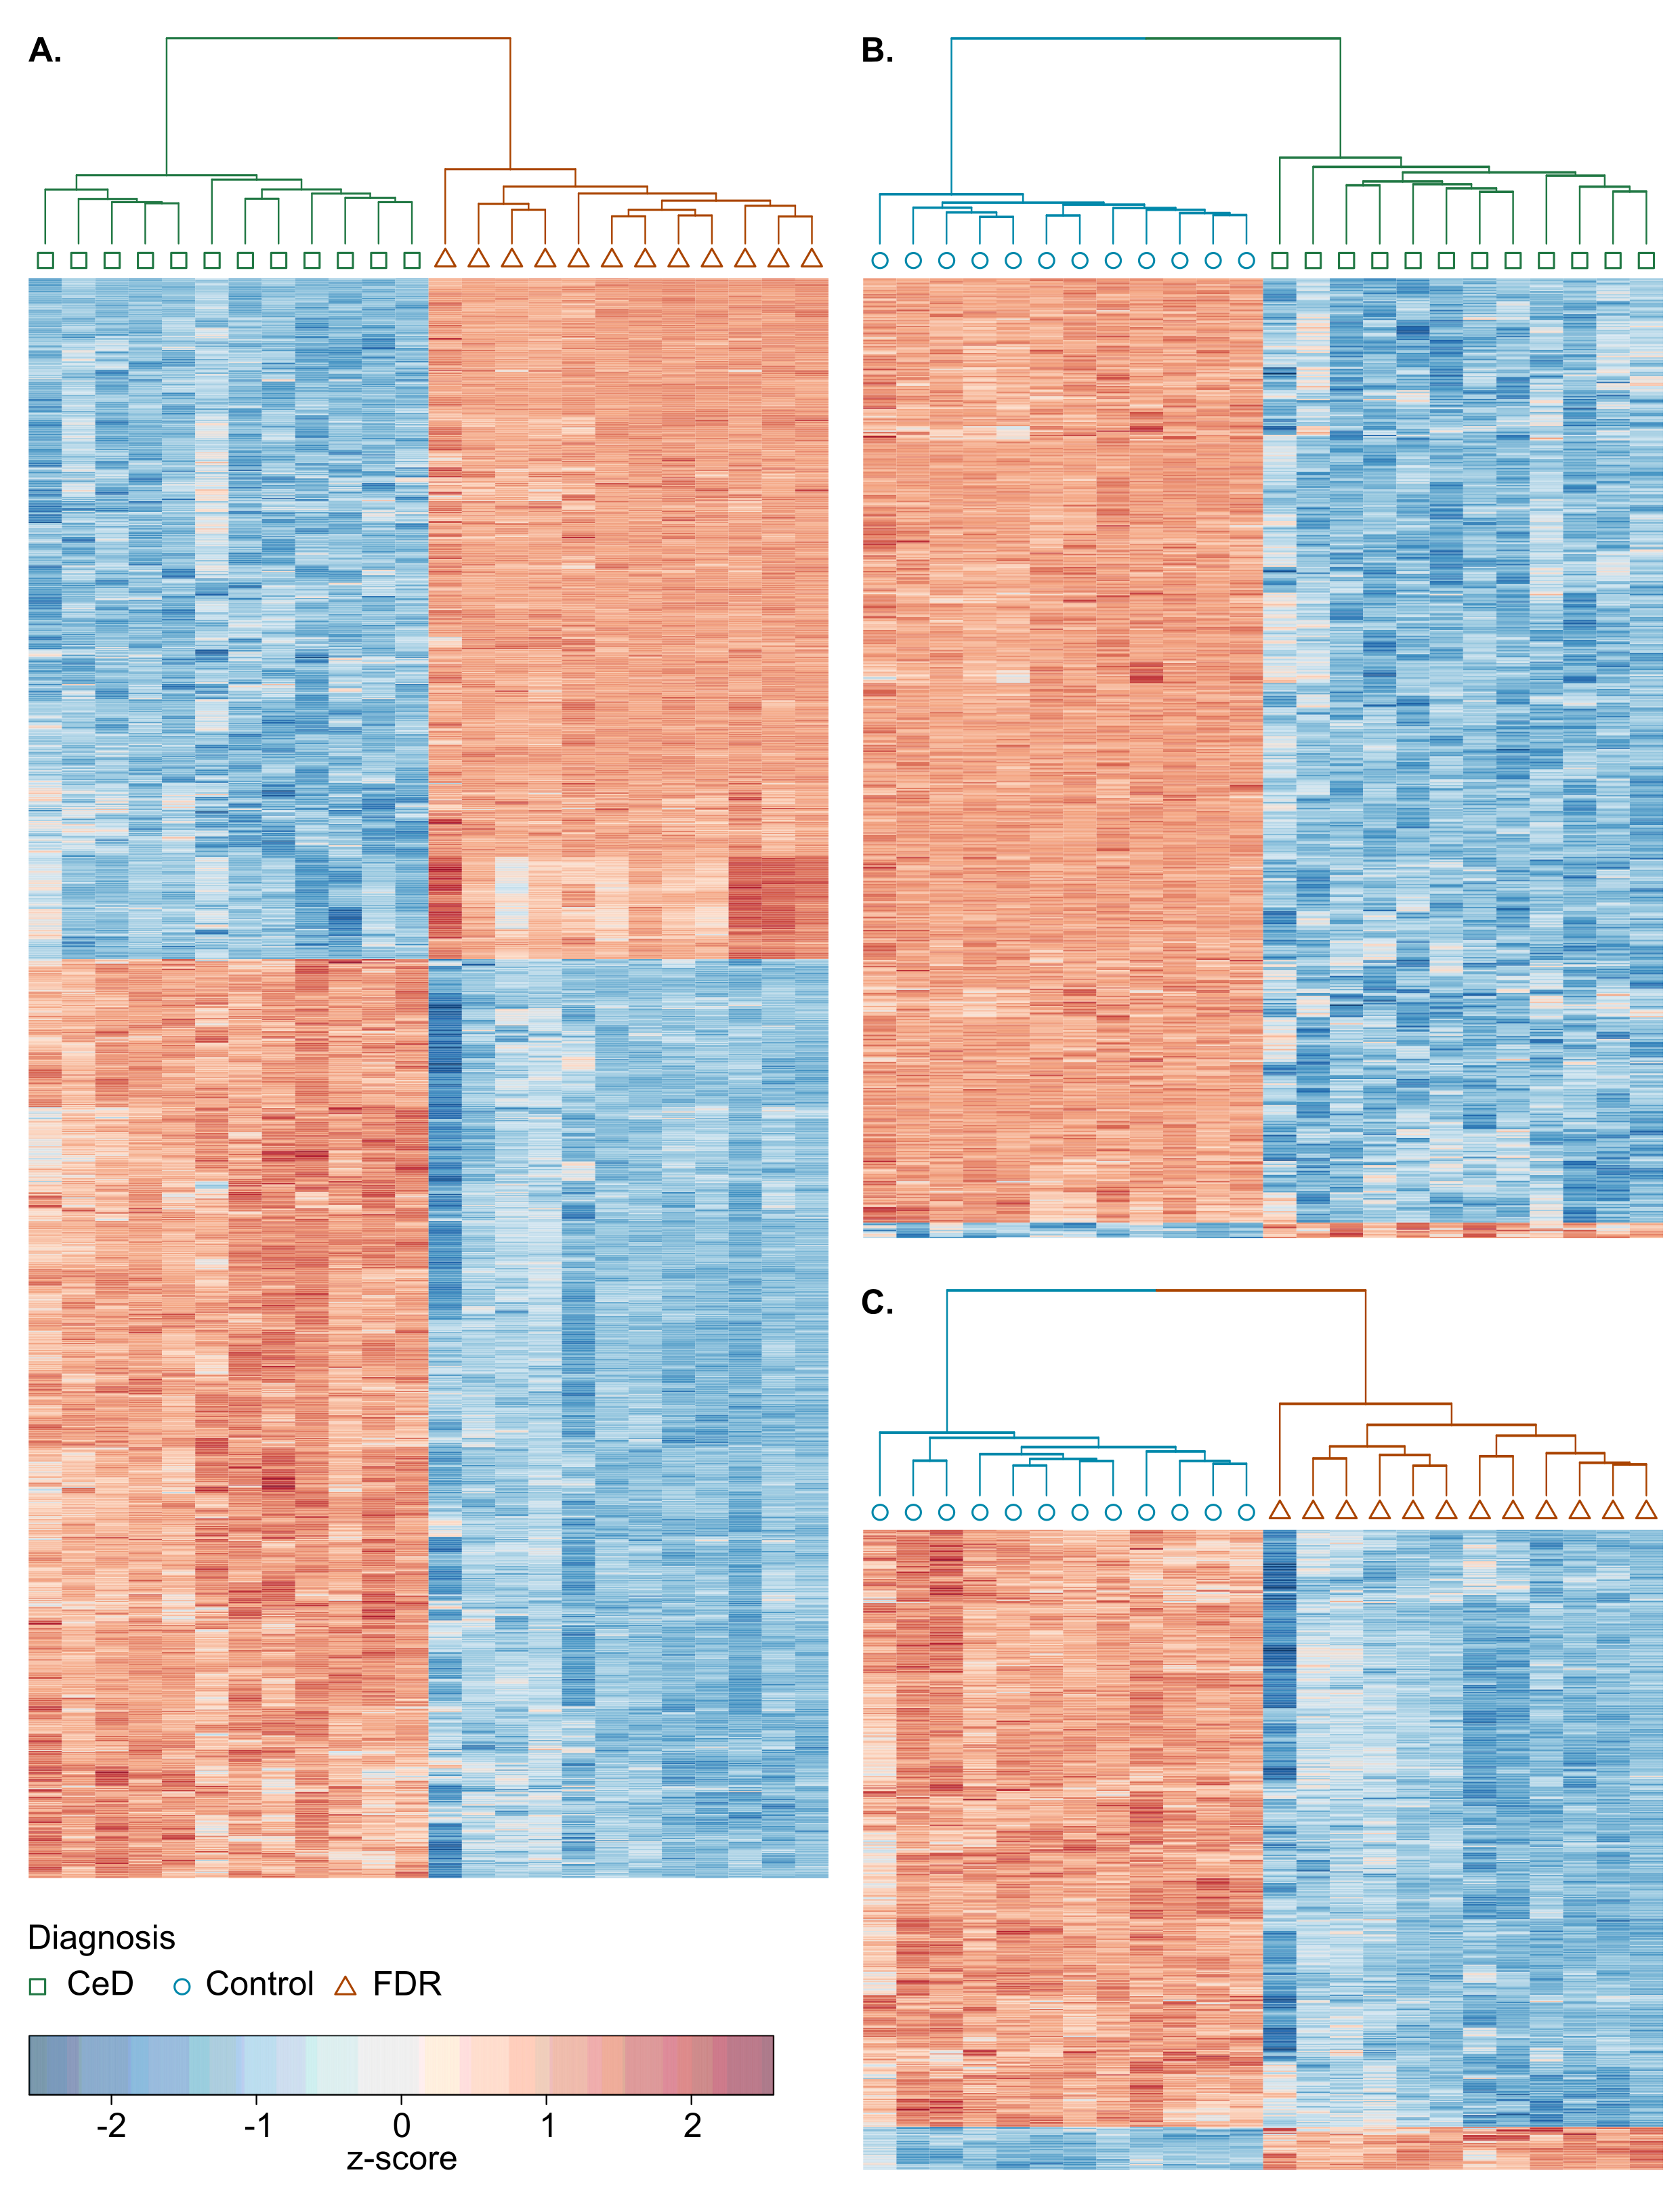 A.
B.
C.
Diagnosis
CeD Control FDR
-2 -1 0 1 2
z-score